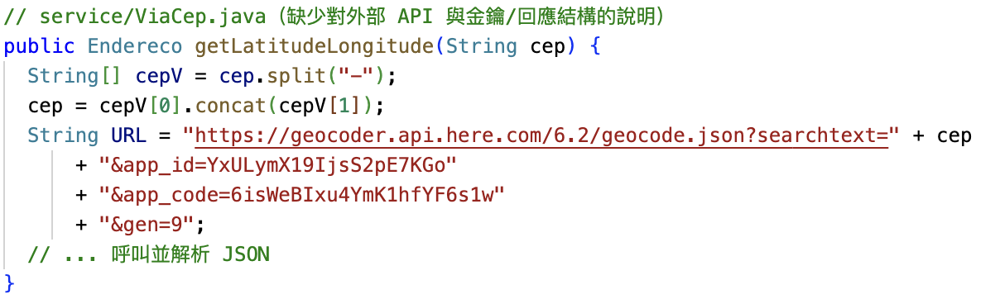 // service/ViaCep.java（缺少對外部 API 與金鑰/回應結構的說明）
public Endereco getLatitudeLongitude(String cep) {
  String[] cepV = cep.split("-");
  cep = cepV[0].concat(cepV[1]);
  String URL = "https://geocoder.api.here.com/6.2/geocode.json?searchtext=" + cep
      + "&app_id=YxULymX19IjsS2pE7KGo"
      + "&app_code=6isWeBIxu4YmK1hfYF6s1w"
      + "&gen=9";
  // ... 呼叫並解析 JSON
}